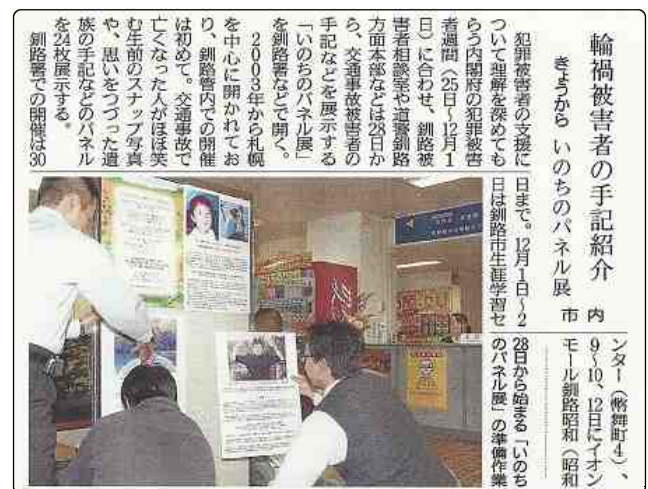 輪禍被害者の手記紹介
きょうから いのちのパネル展
市内
犯罪被害者の支援に
ついて理解を深めても
らう内閣府の犯罪被害
者週間(25日～12月1
日)に合わせ、釧路被
害者相談室や道警釧路
方面本部などは28日か
ら、交通事故被害者の
手記などを展示する
「いのちのパネル展」
を釧路署などで開く。
2003年から札幌
を中心に開かれてお
り、釧路管内での開催
は初めて。交通事故で
亡くなった人がほほ笑
む生前のスナップ写真
や、思いをつづった遺
族の手記などのパネル
を24枚展示する。
釧路署での開催は30
日まで。12月1日～2
日は釧路市生涯学習セ
ンター(幣舞町4)、
9～10、12日にイオン
モール釧路昭和(昭和
28日から始まる「いのち
のパネル展」の準備作業